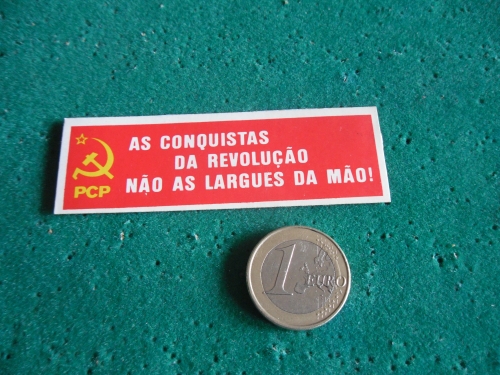 AS CONQUISTAS
DA REVOLUÇÃO
NÃO AS LARGUES DA MÃO!
PCP
1 EURO